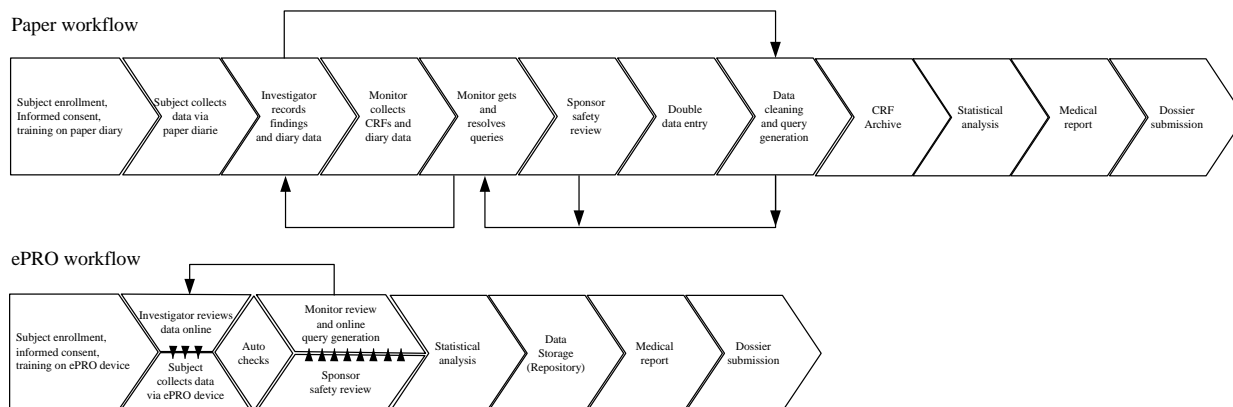 Paper workflow
Subject enrollment,
Informed consent,
training on paper diary
Subject collects
data via
paper diarie
Investigator
records
findings
and diary data
Monitor
collects
CRFs and
diary data
Monitor gets
and
resolves
queries
Sponsor
safety
review
Double
data entry
Data
cleaning
and query
generation
CRF
Archive
Statistical
analysis
Medical
report
Dossier
submission
ePRO workflow
Subject enrollment,
informed consent,
training on ePRO device
Investigator reviews
data online
Subject
collects data
via ePRO device
Auto
checks
Monitor review
and online
query generation
Sponsor
safety review
Statistical
analysis
Data
Storage
(Repository)
Medical
report
Dossier
submission